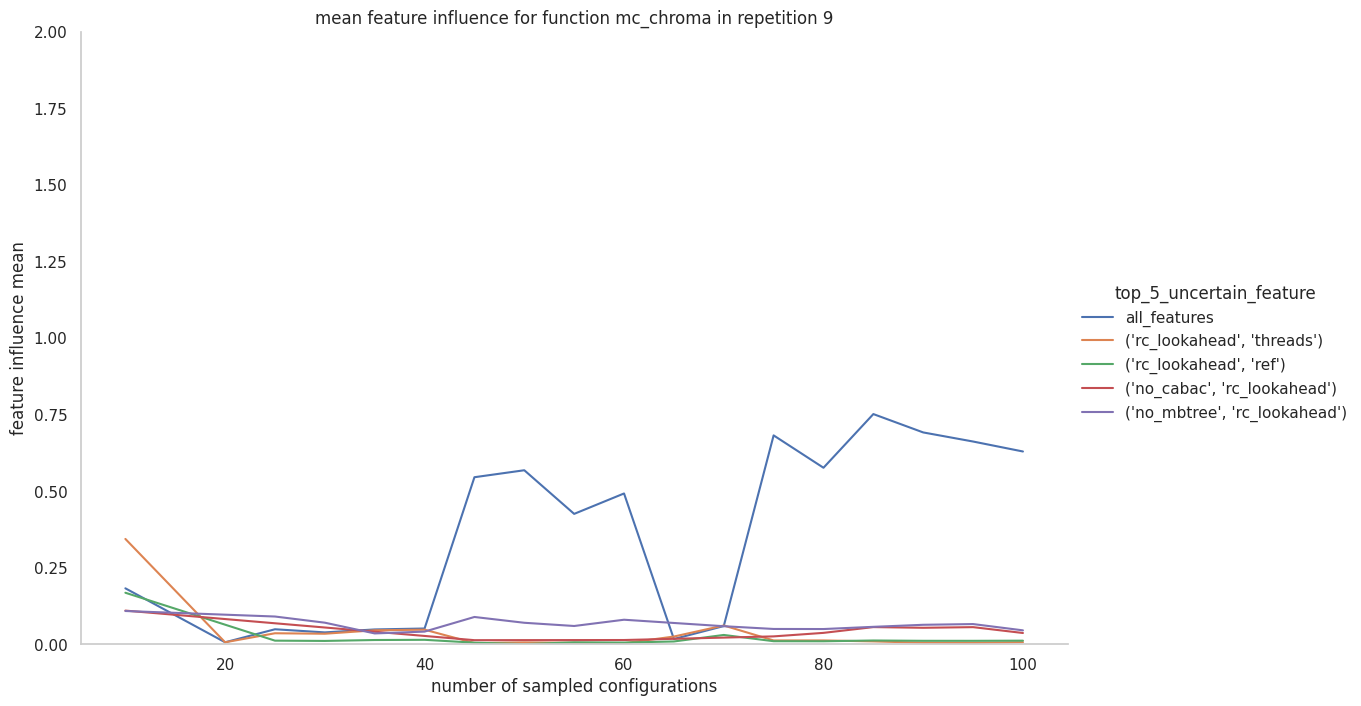 mean feature influence for function mc_chroma in repetition 9
2.00
1.75
1.50
1.25
1.00
0.75
0.50
0.25
0.00
feature influence mean
20
40
60
80
100
number of sampled configurations
top_5_uncertain_feature
all_features
('rc_lookahead', 'threads')
('rc_lookahead', 'ref')
('no_cabac', 'rc_lookahead')
('no_mbtree', 'rc_lookahead')